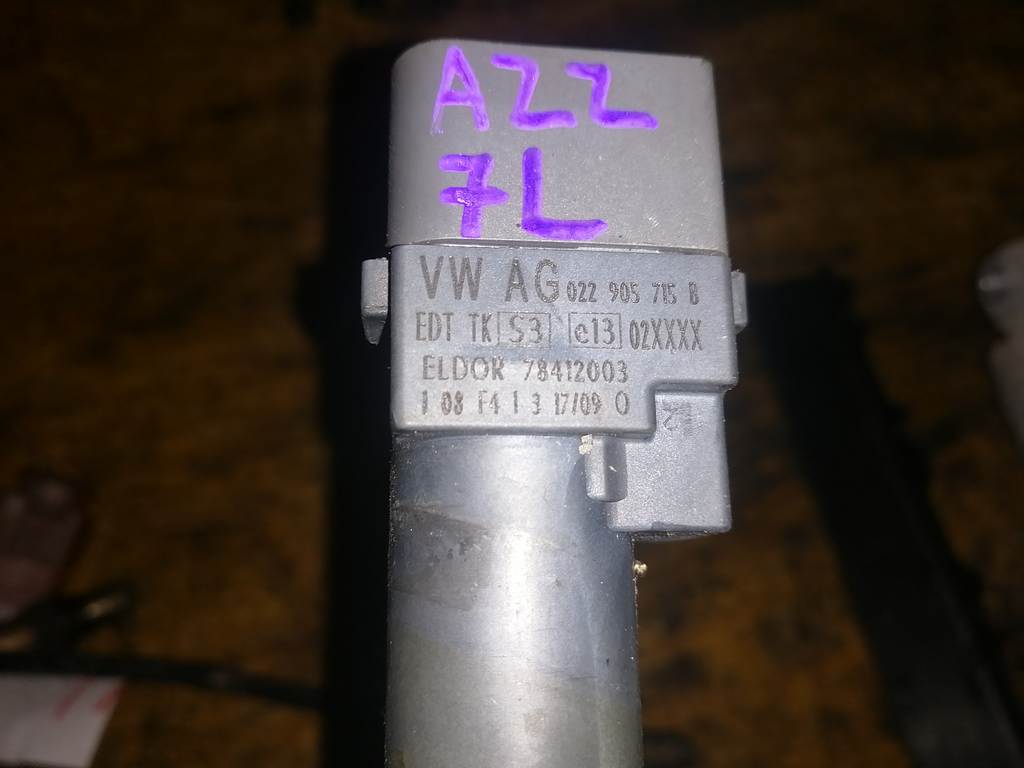 AZZ
7L
VW AG 022 905 715 B
EDT TK S3 e13 02XXXX
ELDOR 78412003
1 08 F4 1 3 17/09 0